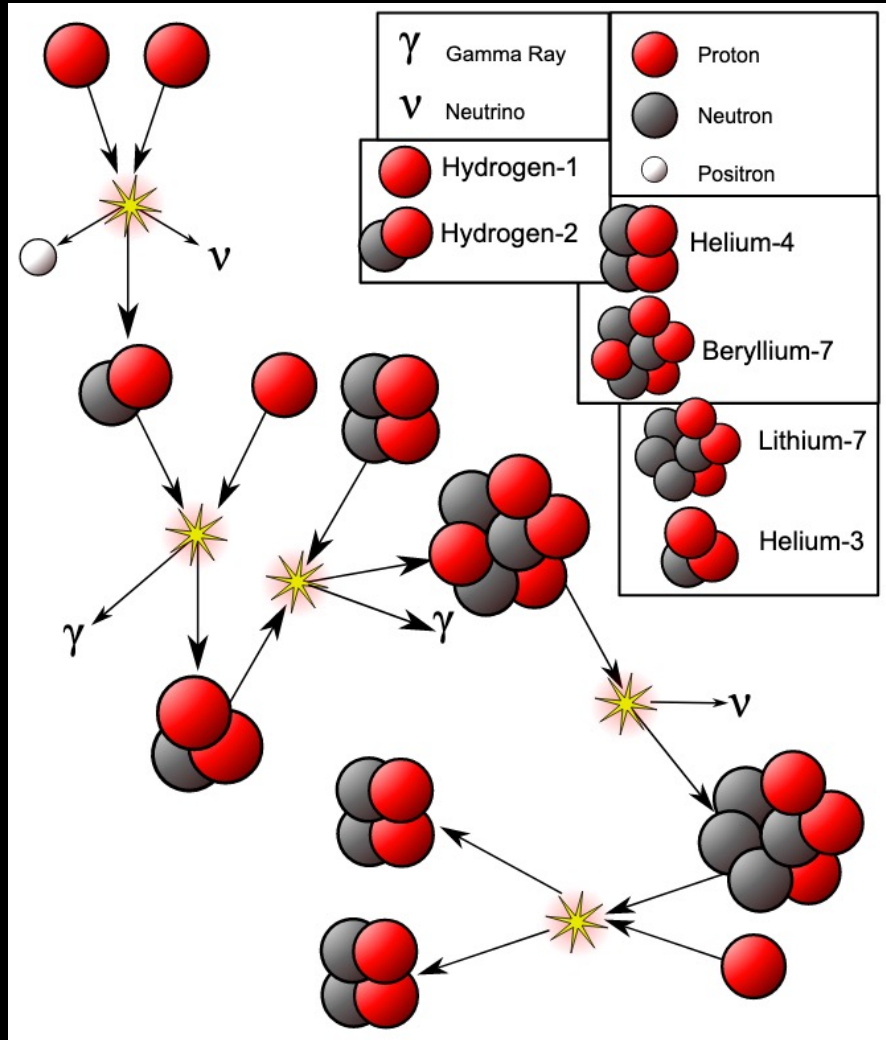 γ Gamma Ray
ν Neutrino
Proton
Neutron
Positron
Hydrogen-1
Hydrogen-2
Helium-4
Beryllium-7
Lithium-7
Helium-3
ν
γ
γ
ν